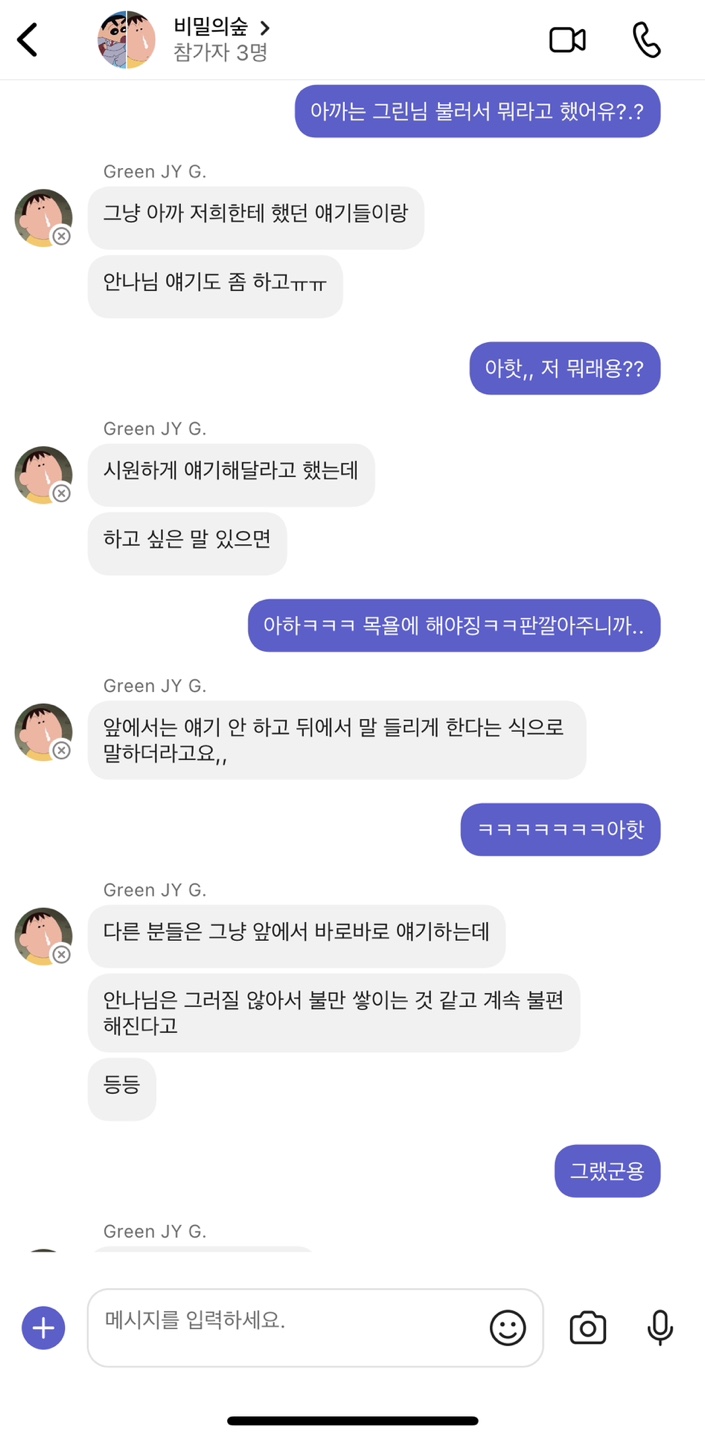 비밀의숲
참가자 3명
아까는 그린님 불러서 뭐라고 했어유?.?
Green JY G.
그냥 아까 저희한테 했던 얘기들이랑
안나님 얘기도 좀 하고ㅠㅠ
아핫,, 저 뭐래용??
Green JY G.
시원하게 얘기해달라고 했는데
하고 싶은 말 있으면
아하ㅋㅋㅋ 목욜에 해야징ㅋㅋ판깔아주니까..
Green JY G.
앞에서는 얘기 안 하고 뒤에서 말 들리게 한다는 식으로
말하더라고요,,
ㅋㅋㅋㅋㅋㅋㅋ아핫
Green JY G.
다른 분들은 그냥 앞에서 바로바로 얘기하는데
안나님은 그러질 않아서 불만 쌓이는 것 같고 계속 불편
해진다고
등등
그랬군용
Green JY G.
메시지를 입력하세요.